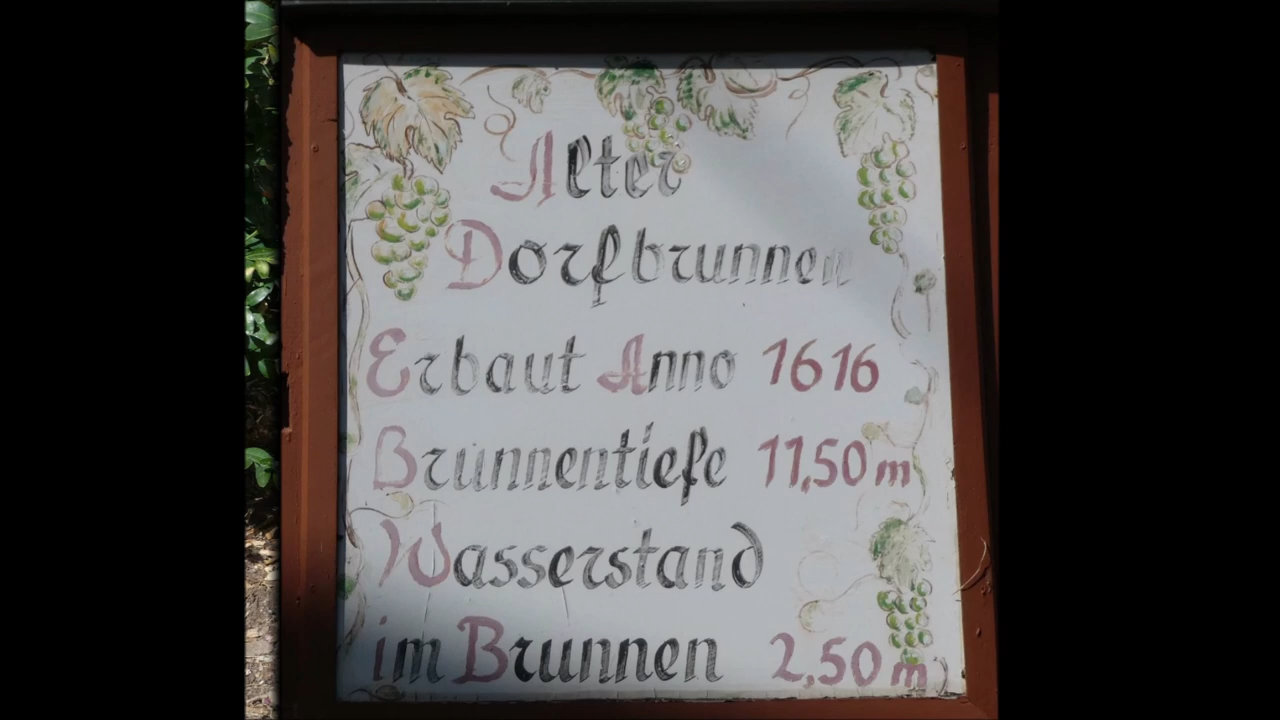 Alter
Dorfbrunnen
Erbaut Anno 1616
Brunnentiefe 11,50 m
Wasserstand
im Brunnen 2,50 m